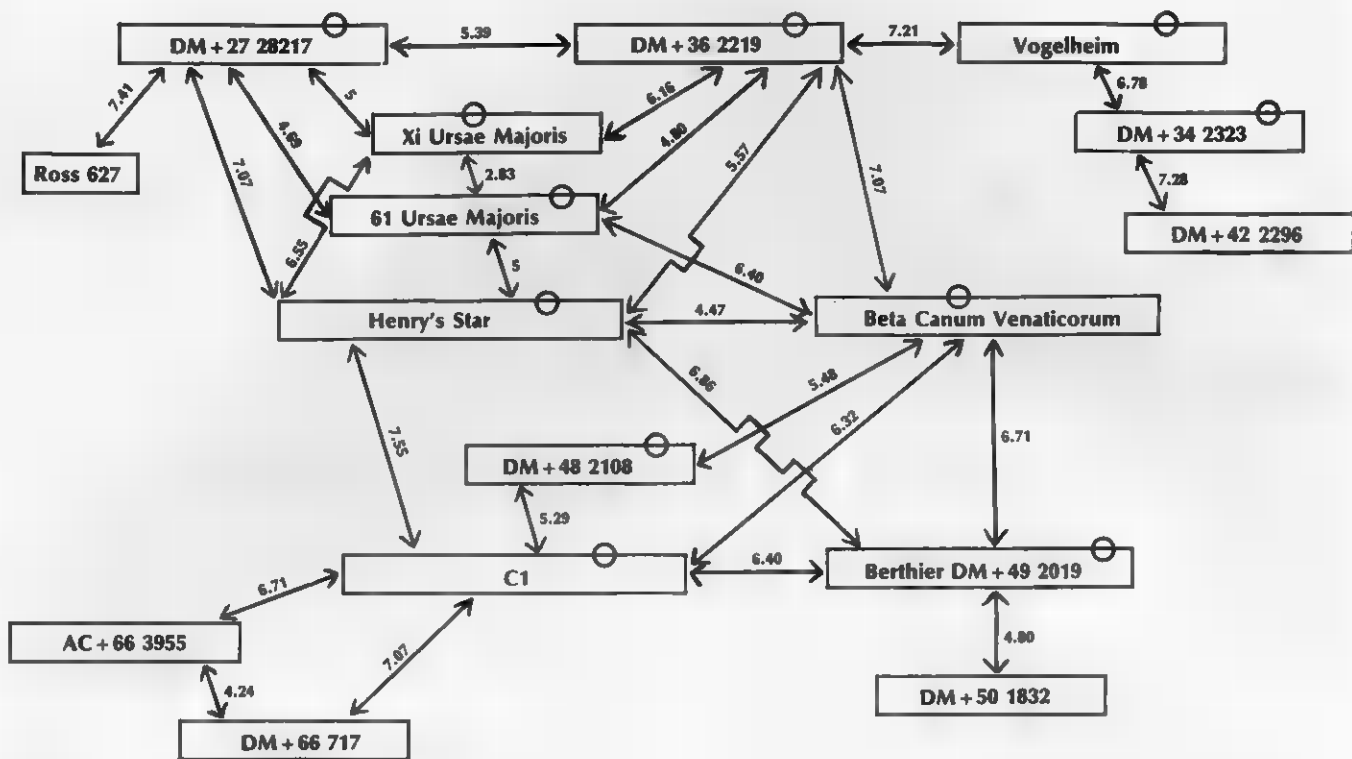 DM + 27 28217
5.39
DM + 36 2219
7.21
Vogelheim
7.41
5
6.16
6.78
4.69
4.80
Xi Ursae Majoris
DM + 34 2323
Ross 627
7.07
5.57
7.07
2.83
7.28
61 Ursae Majoris
DM + 42 2296
6.55
5
6.40
Henry's Star
4.47
Beta Canum Venaticorum
6.86
5.48
7.55
6.32
6.71
DM + 48 2108
5.29
C1
6.40
Berthier DM + 49 2019
6.71
AC + 66 3955
7.07
4.80
4.24
DM + 50 1832
DM + 66 717